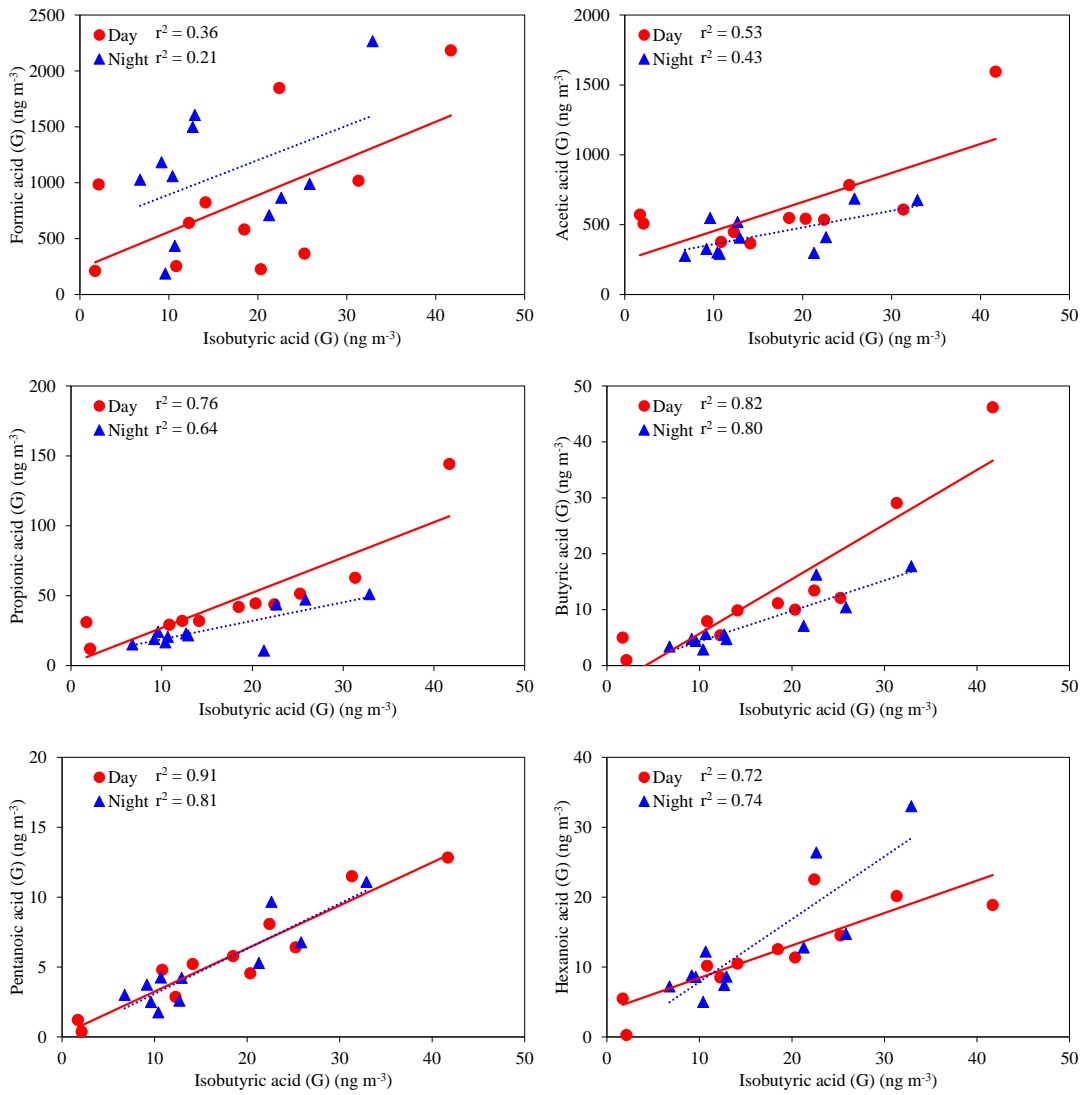 2500
2000
1500
1000
500
0
Formic acid (G) (ng m⁻³)
Day r² = 0.36
Night r² = 0.21
0 10 20 30 40 50
Isobutyric acid (G) (ng m⁻³)
2000
1500
1000
500
0
Acetic acid (G) (ng m⁻³)
Day r² = 0.53
Night r² = 0.43
0 10 20 30 40 50
Isobutyric acid (G) (ng m⁻³)
200
150
100
50
0
Propionic acid (G) (ng m⁻³)
Day r² = 0.76
Night r² = 0.64
0 10 20 30 40 50
Isobutyric acid (G) (ng m⁻³)
50
40
30
20
10
0
Butyric acid (G) (ng m⁻³)
Day r² = 0.82
Night r² = 0.80
0 10 20 30 40 50
Isobutyric acid (G) (ng m⁻³)
20
15
10
5
0
Pentanoic acid (G) (ng m⁻³)
Day r² = 0.91
Night r² = 0.81
0 10 20 30 40 50
Isobutyric acid (G) (ng m⁻³)
40
30
20
10
0
Hexanoic acid (G) (ng m⁻³)
Day r² = 0.72
Night r² = 0.74
0 10 20 30 40 50
Isobutyric acid (G) (ng m⁻³)